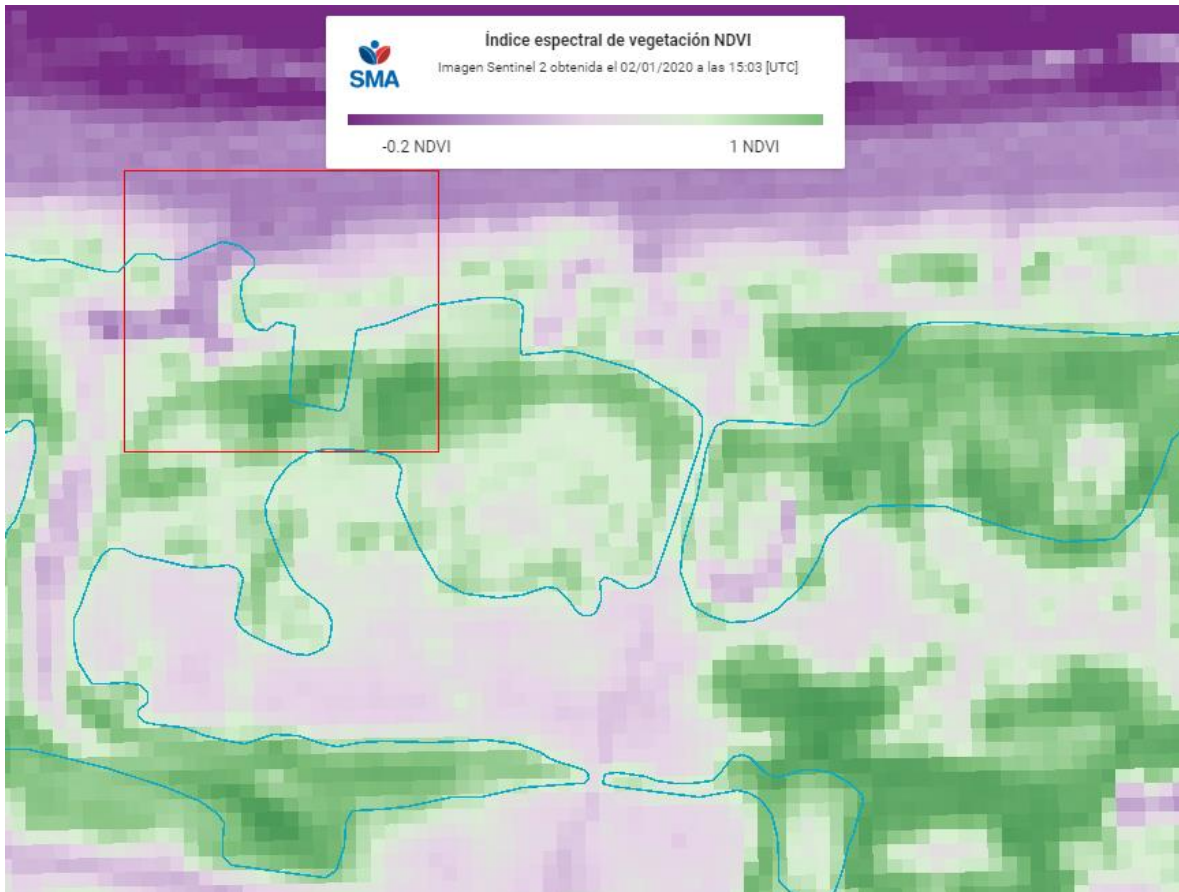 Índice espectral de vegetación NDVI
Imagen Sentinel 2 obtenida el 02/01/2020 a las 15:03 [UTC]
SMA
-0.2 NDVI
1 NDVI